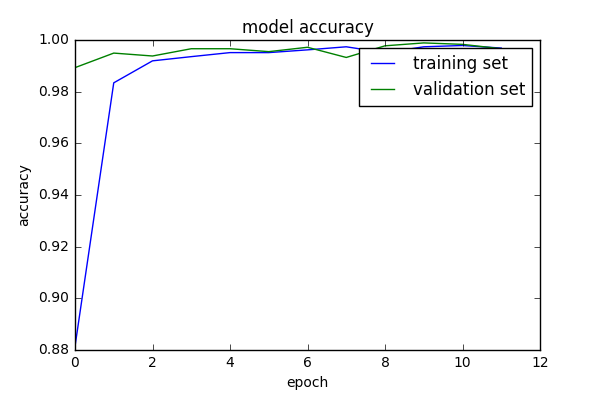 model accuracy
1.00
0.98
0.96
0.94
0.92
0.90
0.88
accuracy
training set
validation set
0 2 4 6 8 10 12
epoch